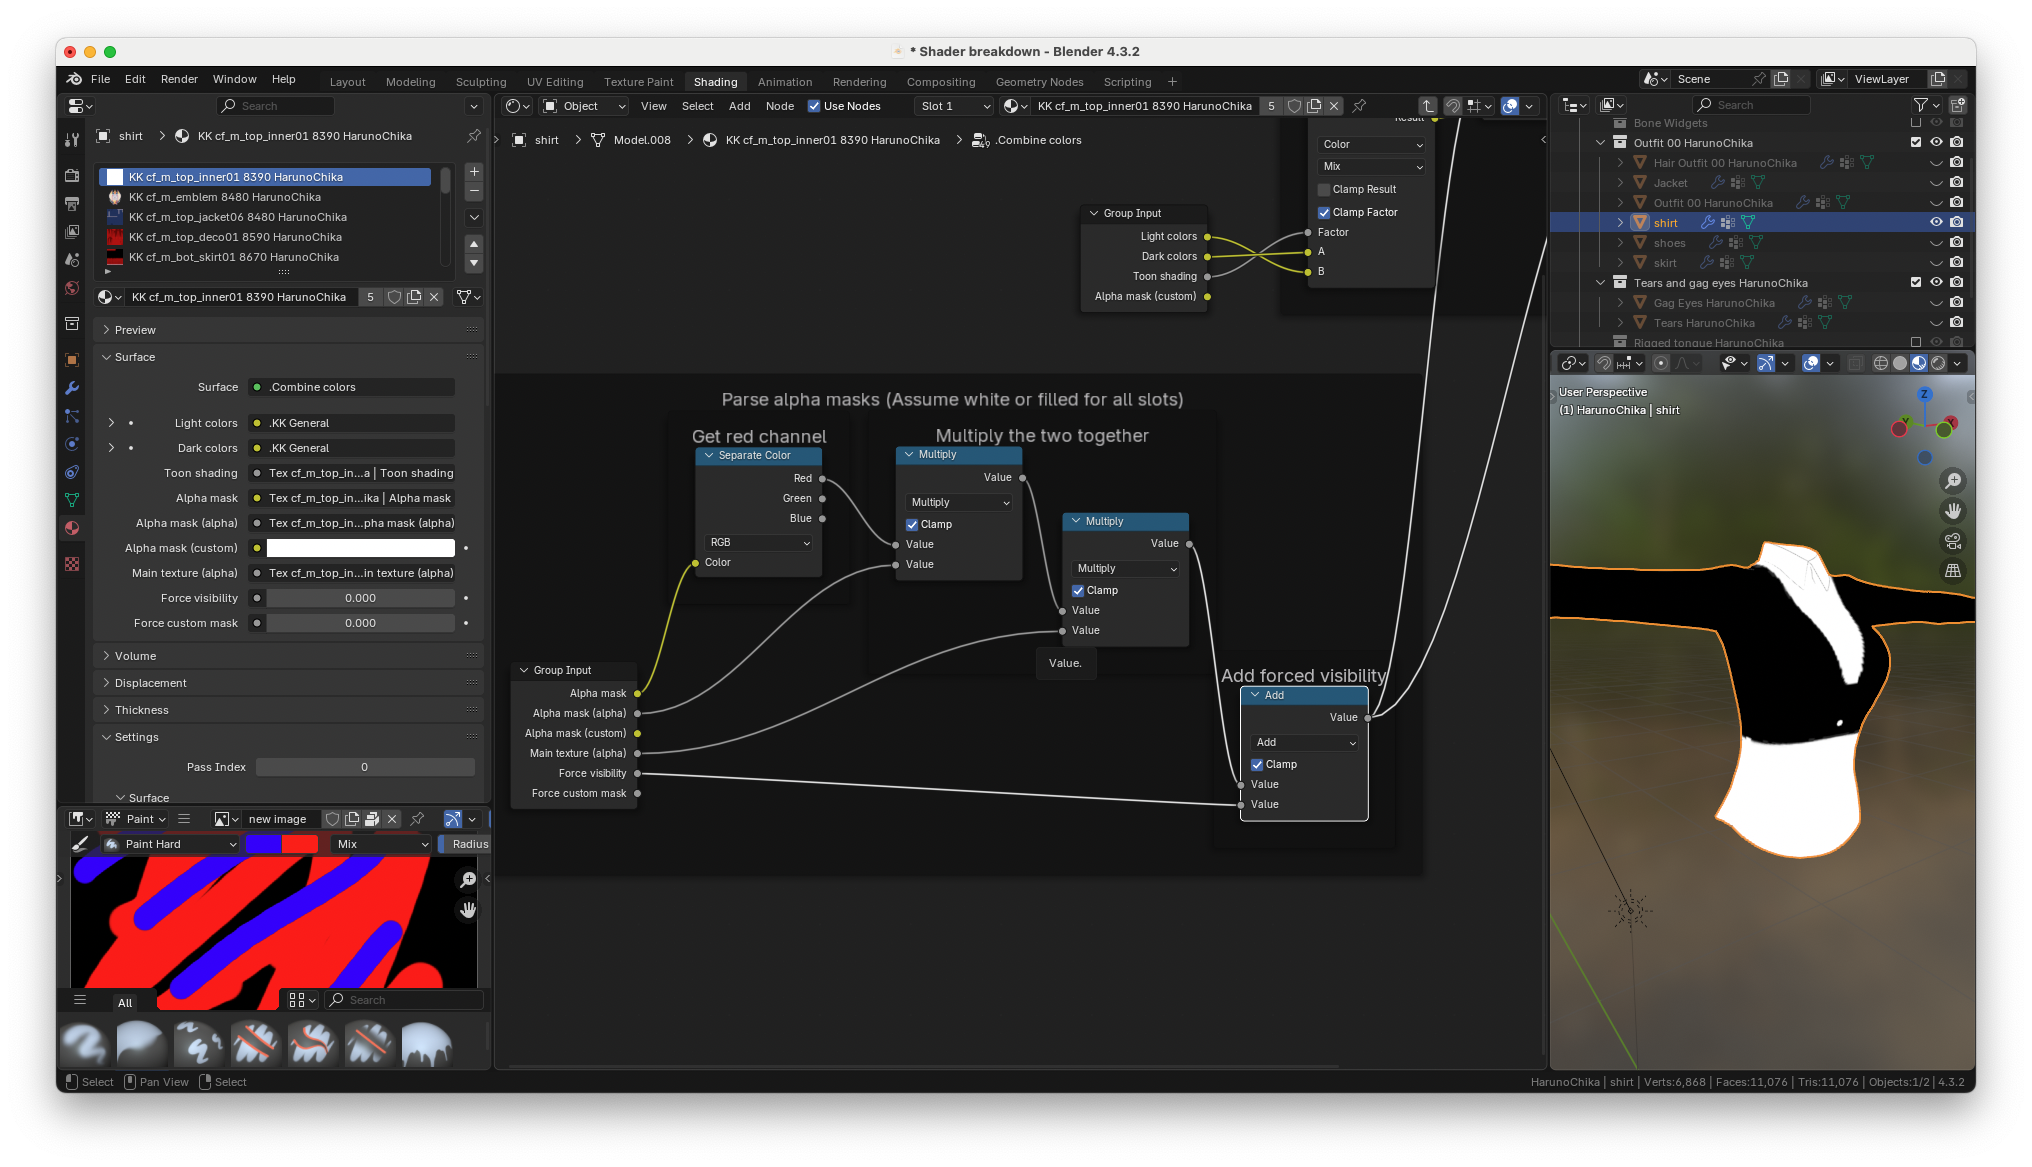 * Shader breakdown - Blender 4.3.2
File Edit Render Window Help
Layout Modeling Sculpting UV Editing Texture Paint Shading Animation Rendering Compositing Geometry Nodes Scripting +
Scene
ViewLayer
Search
Object View Select Add Node Use Nodes Slot 1 KK cf_m_top_inner01 8390 HarunoChika 5
Search
shirt > KK cf_m_top_inner01 8390 HarunoChika
KK cf_m_top_inner01 8390 HarunoChika
KK cf_m_emblem 8480 HarunoChika
KK cf_m_top_jacket06 8480 HarunoChika
KK cf_m_top_deco01 8590 HarunoChika
KK cf_m_bot_skirt01 8670 HarunoChika
KK cf_m_top_inner01 8390 HarunoChika 5
Preview
Surface
Surface .Combine colors
Light colors .KK General
Dark colors .KK General
Toon shading Tex cf_m_top_in...a | Toon shading
Alpha mask Tex cf_m_top_in...ika | Alpha mask
Alpha mask (alpha) Tex cf_m_top_in...pha mask (alpha)
Alpha mask (custom)
Main texture (alpha) Tex cf_m_top_in...in texture (alpha)
Force visibility 0.000
Force custom mask 0.000
Volume
Displacement
Thickness
Settings
Pass Index 0
Surface
Paint new image
Paint Hard Mix Radius
All Search
shirt > Model.008 > KK cf_m_top_inner01 8390 HarunoChika > .Combine colors
Result
Color
Mix
Clamp Result
Clamp Factor
Factor
A
B
Group Input
Light colors
Dark colors
Toon shading
Alpha mask (custom)
Parse alpha masks (Assume white or filled for all slots)
Get red channel
Separate Color
Red
Green
Blue
RGB
Color
Multiply the two together
Multiply
Value
Multiply
Clamp
Value
Value
Multiply
Value
Multiply
Clamp
Value
Value
Value.
Group Input
Alpha mask
Alpha mask (alpha)
Alpha mask (custom)
Main texture (alpha)
Force visibility
Force custom mask
Add forced visibility
Add
Value
Add
Clamp
Value
Value
Bone Widgets
Outfit 00 HarunoChika
Hair Outfit 00 HarunoChika
Jacket
Outfit 00 HarunoChika
shirt
shoes
skirt
Tears and gag eyes HarunoChika
Gag Eyes HarunoChika
Tears HarunoChika
Rigged tongue HarunoChika
User Perspective
(1) HarunoChika | shirt
Z
Y
X
Select Pan View Select
HarunoChika | shirt | Verts:6,868 | Faces:11,076 | Tris:11,076 | Objects:1/2 | 4.3.2